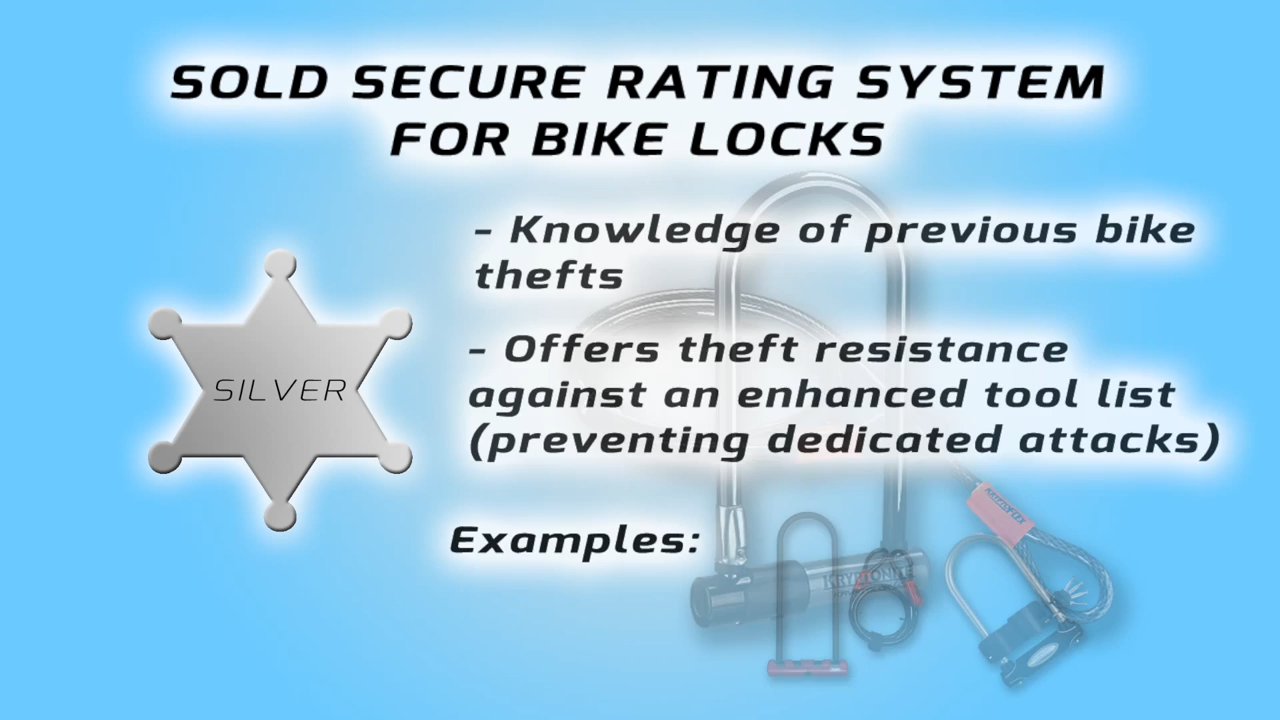 SOLD SECURE RATING SYSTEM
FOR BIKE LOCKS
- Knowledge of previous bike
thefts
- Offers theft resistance
against an enhanced tool list
(preventing dedicated attacks)
SILVER
Examples:
KRYPTONITE